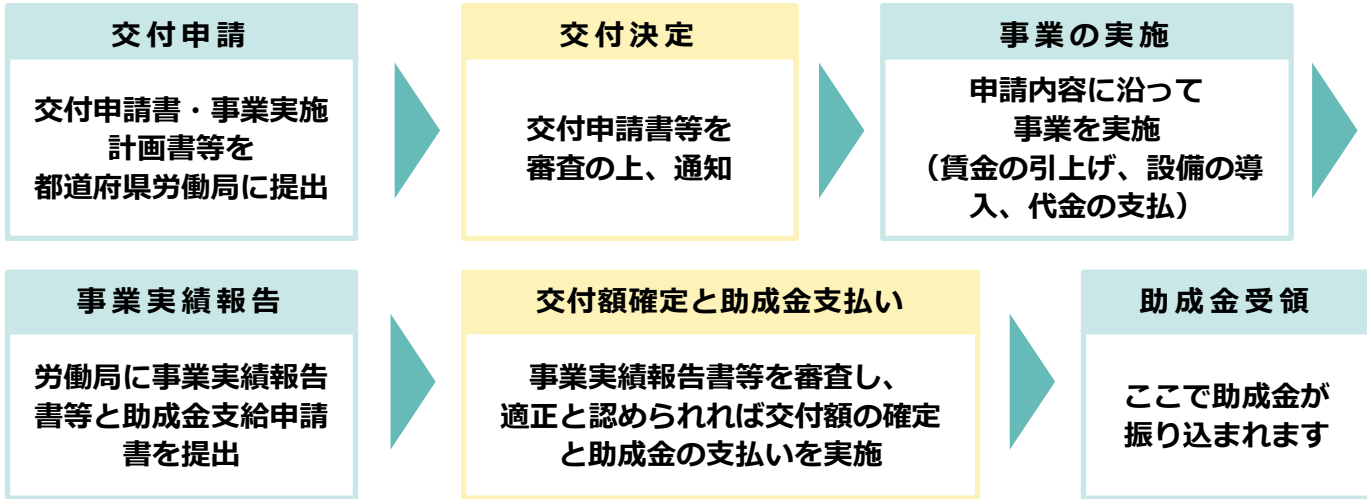 交付申請
交付申請書・事業実施
計画書等を
都道府県労働局に提出
交付決定
交付申請書等を
審査の上、通知
事業の実施
申請内容に沿って
事業を実施
（賃金の引上げ、設備の導
入、代金の支払）
事業実績報告
労働局に事業実績報告
書等と助成金支給申請
書を提出
交付額確定と助成金支払い
事業実績報告書等を審査し、
適正と認められれば交付額の確定
と助成金の支払いを実施
助成金受領
ここで助成金が
振り込まれます